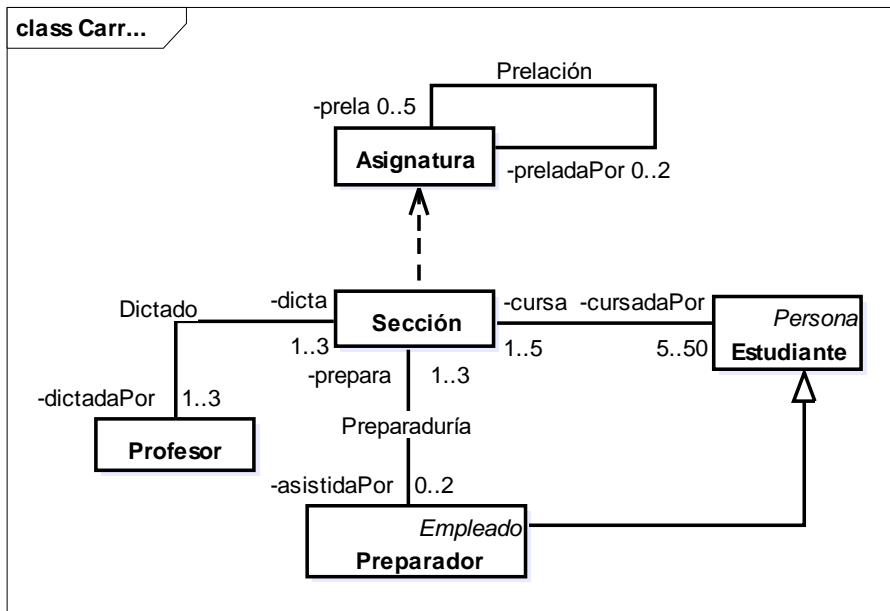 class Carr...
Prelación
-prela 0..5
Asignatura
-preladaPor 0..2
Dictado
-dicta
Sección
-cursa
-cursadaPor
Persona
Estudiante
1..3
1..5
5..50
-prepara
1..3
-dictadaPor
1..3
Profesor
Preparaduría
-asistidaPor
0..2
Empleado
Preparador